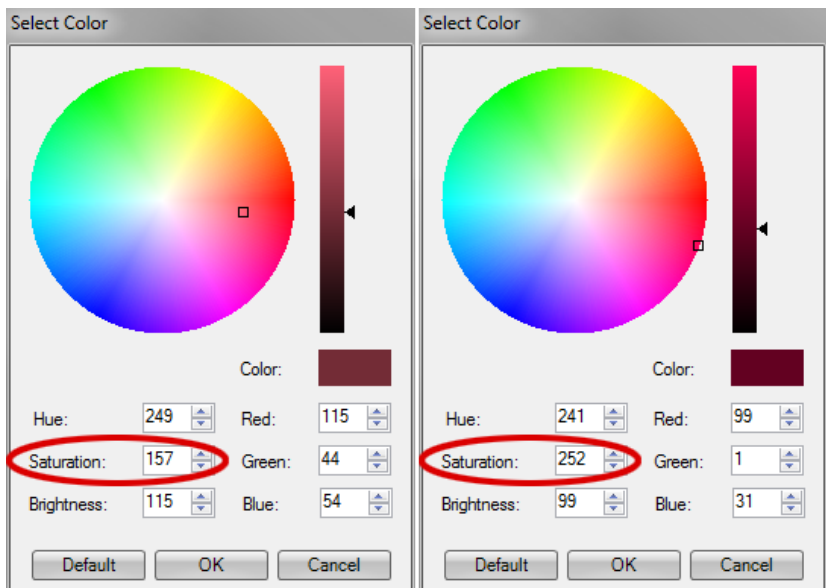 Select Color
Color:
Hue: 249 Red: 115
Saturation: 157 Green: 44
Brightness: 115 Blue: 54
Default OK Cancel
Select Color
Color:
Hue: 241 Red: 99
Saturation: 252 Green: 1
Brightness: 99 Blue: 31
Default OK Cancel